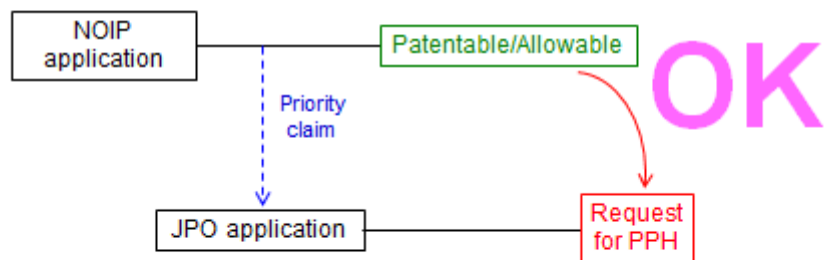 NOIP
application
Patentable/Allowable
OK
Priority
claim
JPO application
Request
for PPH